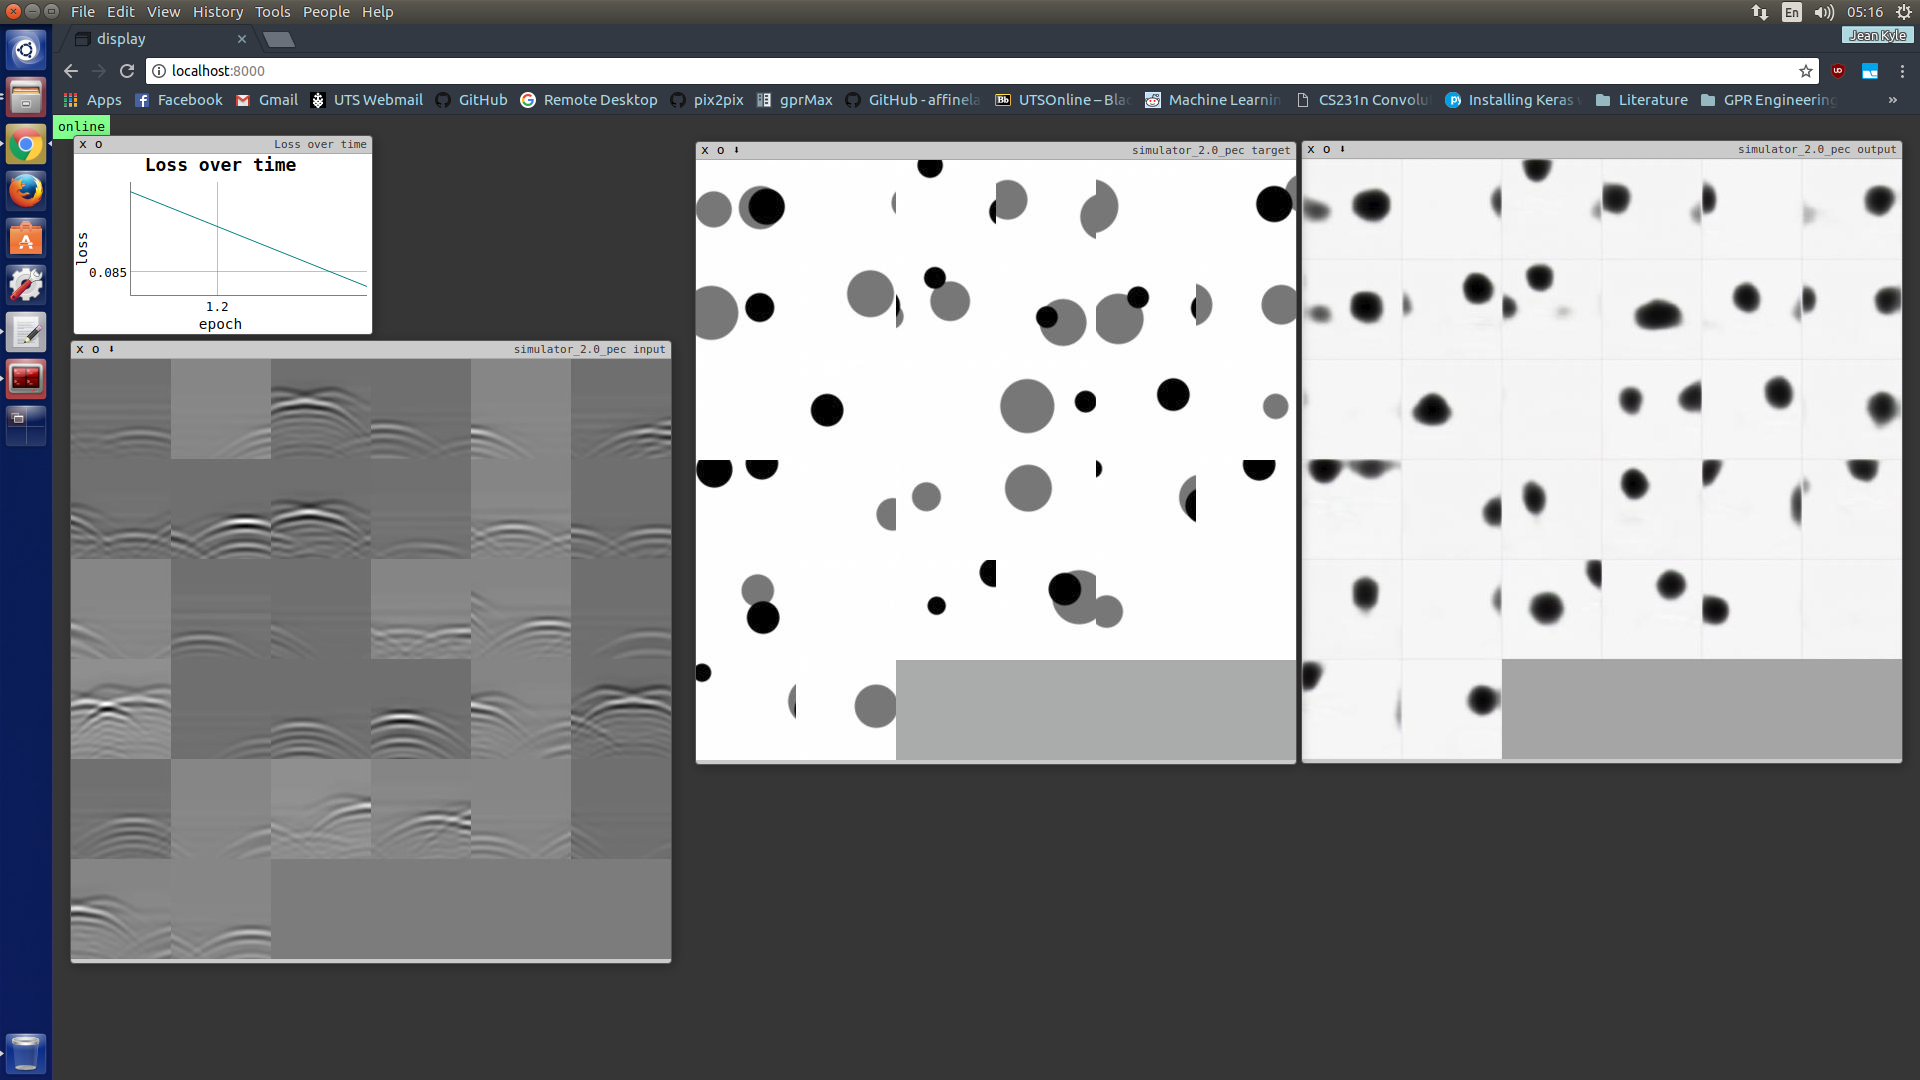 File Edit View History Tools People Help
En 05:16
display
Jean Kyle
localhost:8000
Apps Facebook Gmail UTS Webmail GitHub Remote Desktop pix2pix gprMax GitHub - affinela UTSOnline – Blac Machine Learnin CS231n Convolu Installing Keras Literature GPR Engineering »
online
x o Loss over time
Loss over time
loss
0.085
1.2
epoch
x o simulator_2.0_pec input
x o simulator_2.0_pec target
x o simulator_2.0_pec output